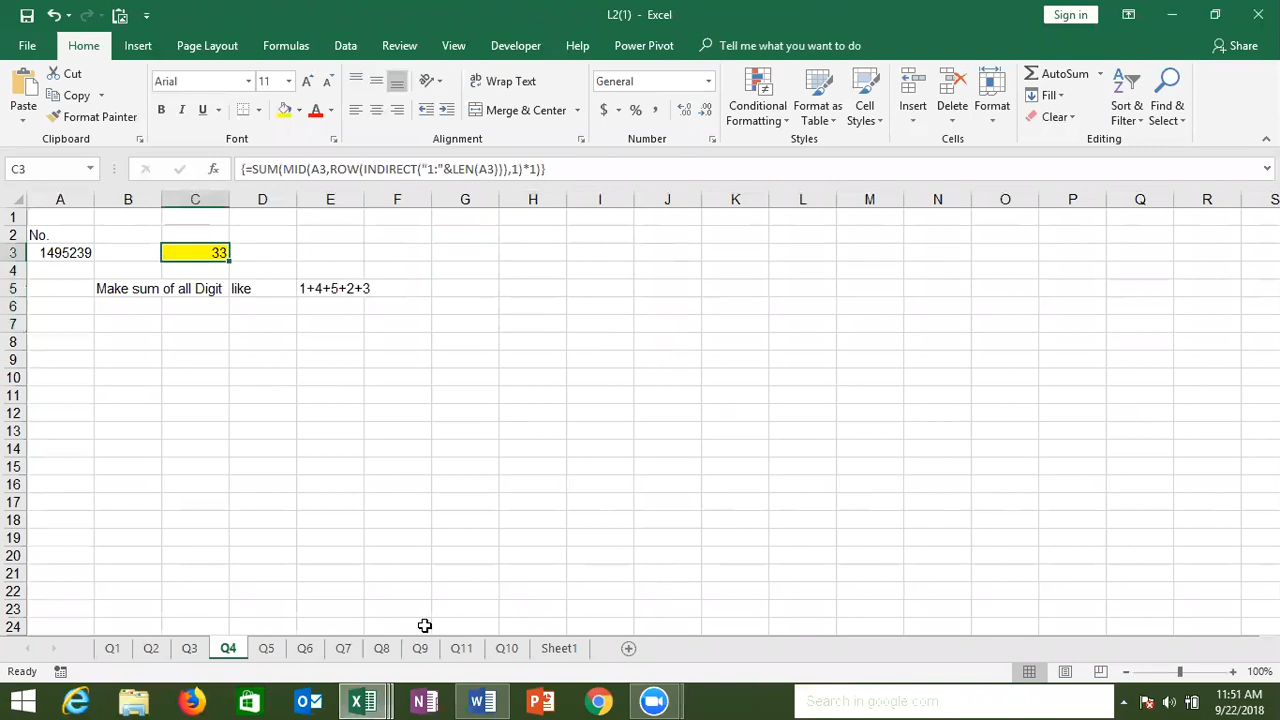 L2(1) - Excel
Sign in
File Home Insert Page Layout Formulas Data Review View Developer Help Power Pivot Tell me what you want to do Share
Paste Cut Copy Format Painter Clipboard
Arial 11 A A B I U A Font
Wrap Text Merge & Center Alignment
General $ % , Number
Conditional Formatting Format as Table Cell Styles Styles
Insert Delete Format Cells
AutoSum Fill Clear Sort & Filter Find & Select Editing
C3 fx {=SUM(MID(A3,ROW(INDIRECT("1:"&LEN(A3))),1)*1)}
A B C D E F G H I J K L M N O P Q R S
1
2 No.
3 1495239 33
4
5 Make sum of all Digit like 1+4+5+2+3
6
7
8
9
10
11
12
13
14
15
16
17
18
19
20
21
22
23
24
Q1 Q2 Q3 Q4 Q5 Q6 Q7 Q8 Q9 Q11 Q10 Sheet1
Ready 100%
Search in google.com 11:51 AM
9/22/2018